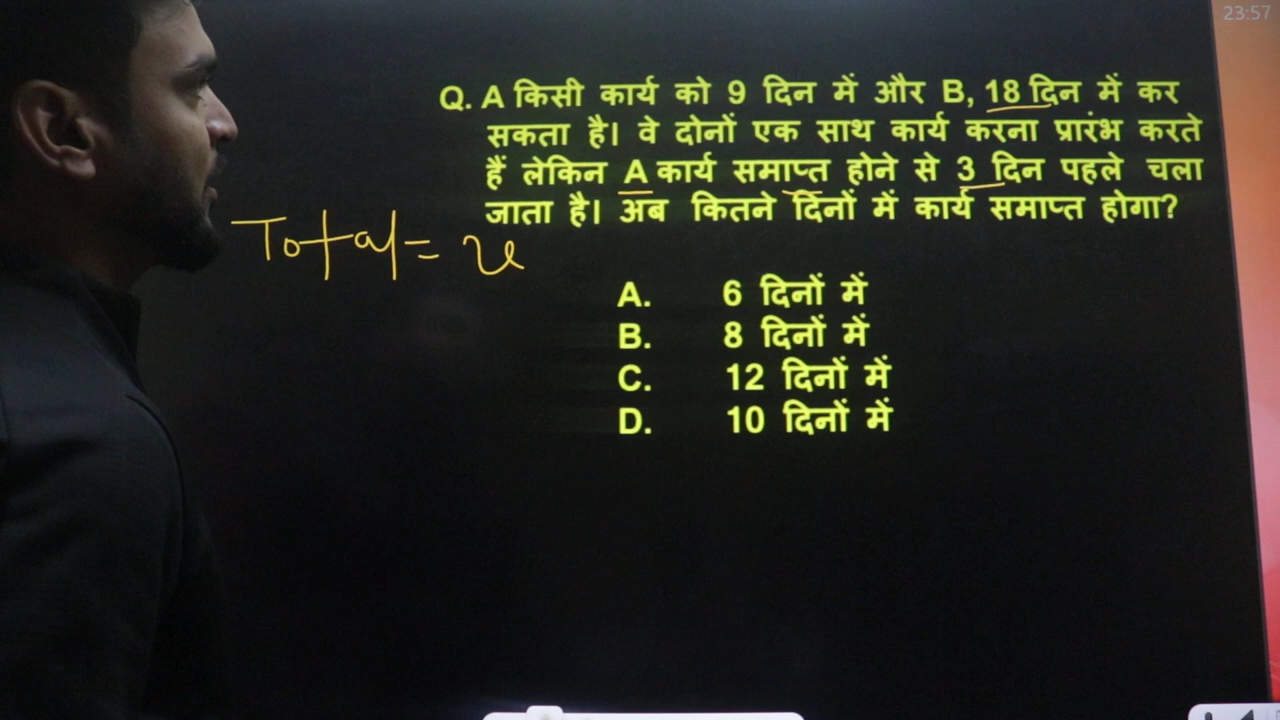 23:57
Q. A किसी कार्य को 9 दिन में और B, 18 दिन में कर
सकता है। वे दोनों एक साथ कार्य करना प्रारंभ करते
हैं लेकिन A कार्य समाप्त होने से 3 दिन पहले चला
जाता है। अब कितने दिनों में कार्य समाप्त होगा?
Total = x
A. 6 दिनों में
B. 8 दिनों में
C. 12 दिनों में
D. 10 दिनों में